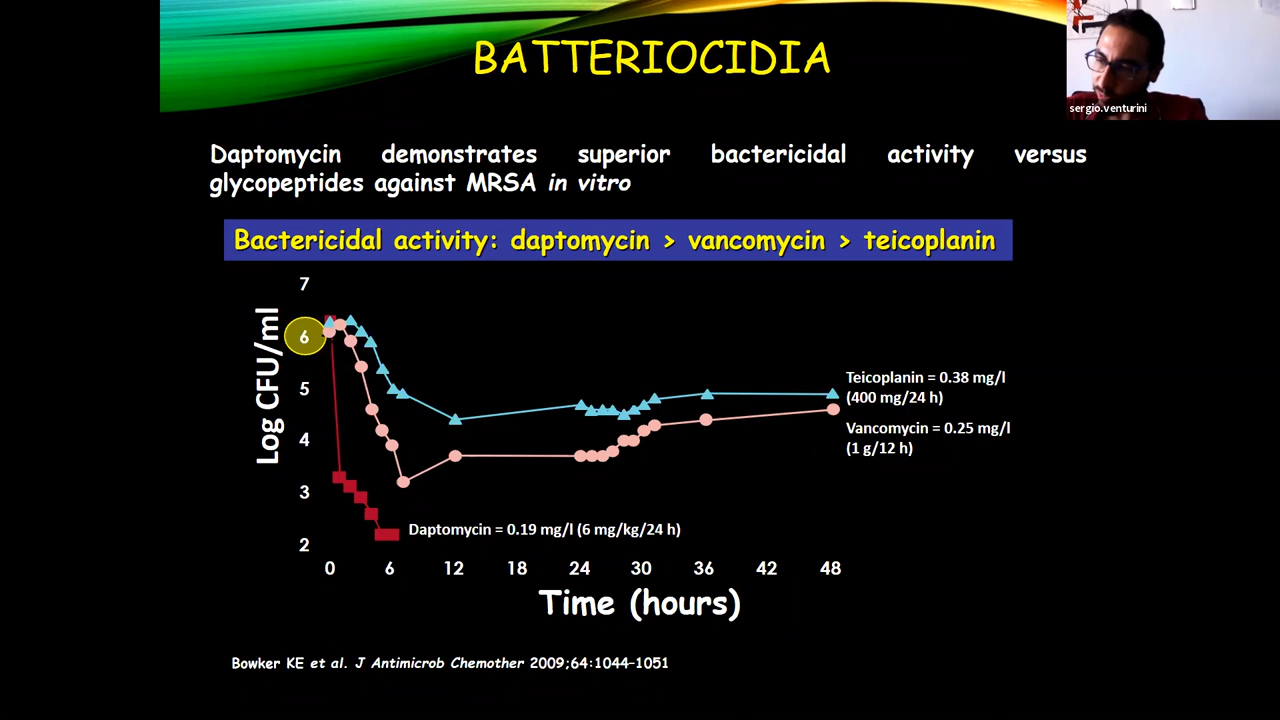 BATTERIOCIDIA
sergio.venturini
Daptomycin demonstrates superior bactericidal activity versus
glycopeptides against MRSA in vitro
Bactericidal activity: daptomycin > vancomycin > teicoplanin
Log CFU/ml
7
6
5
4
3
2
Teicoplanin = 0.38 mg/l
(400 mg/24 h)
Vancomycin = 0.25 mg/l
(1 g/12 h)
Daptomycin = 0.19 mg/l (6 mg/kg/24 h)
0 6 12 18 24 30 36 42 48
Time (hours)
Bowker KE et al. J Antimicrob Chemother 2009;64:1044–1051